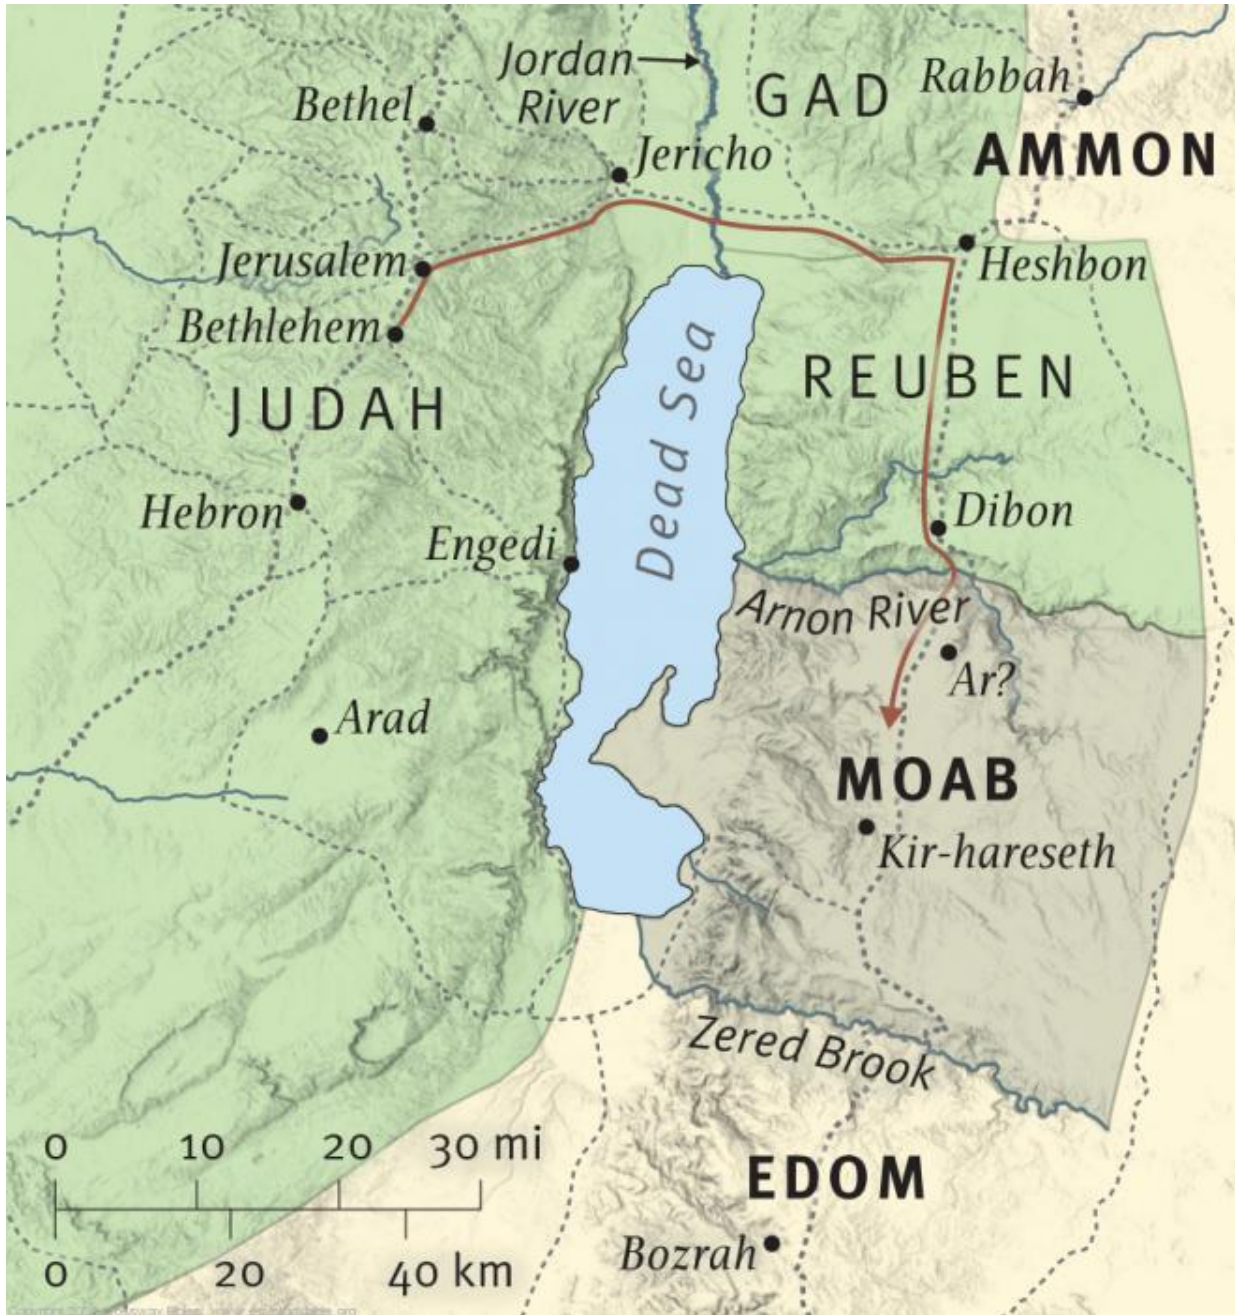 Jordan
River
GAD
Rabbah
Bethel
AMMON
Jericho
Jerusalem
Heshbon
Bethlehem
REUBEN
JUDAH
Dead Sea
Hebron
Dibon
Engedi
Arnon River
Ar?
Arad
MOAB
Kir-hareseth
Zered Brook
0 10 20 30 mi
EDOM
Bozrah
0 20 40 km